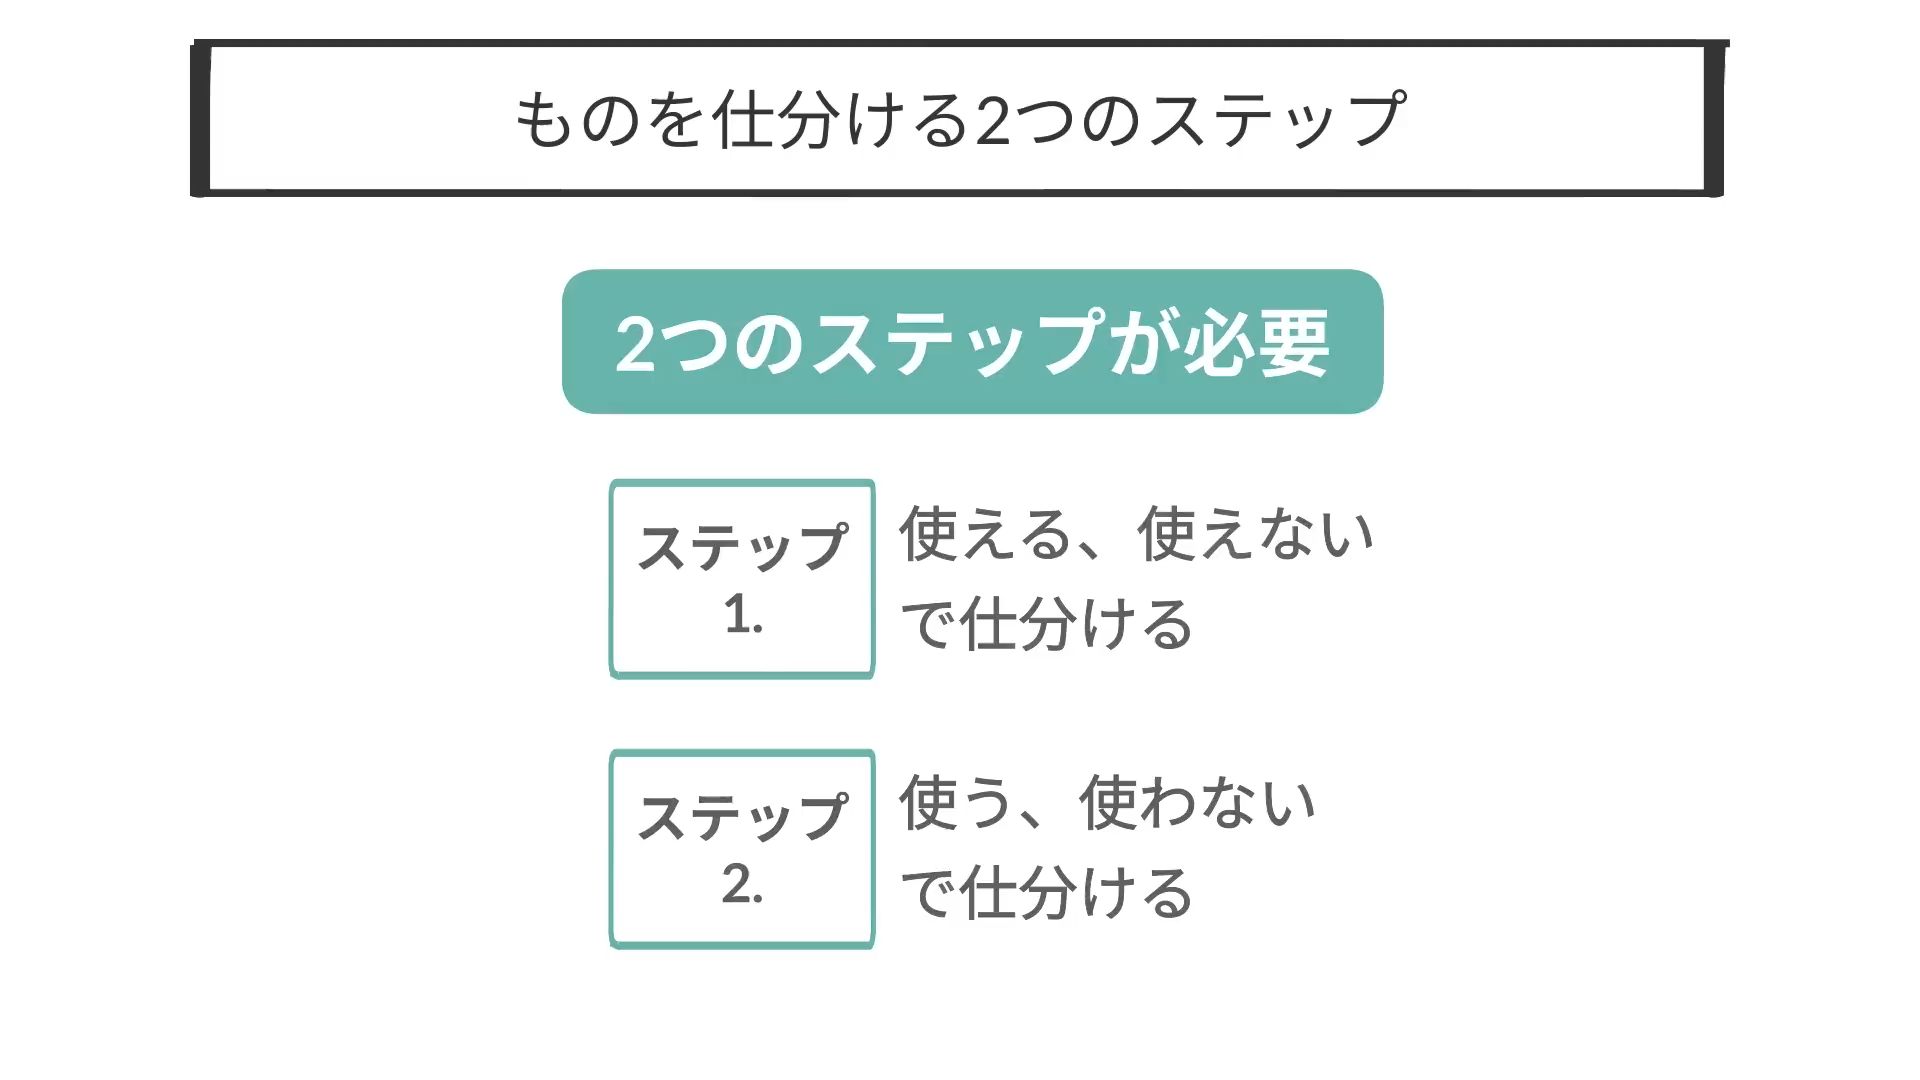 ものを仕分ける2つのステップ
2つのステップが必要
ステップ
1.
使える、使えない
で仕分ける
ステップ
2.
使う、使わない
で仕分ける